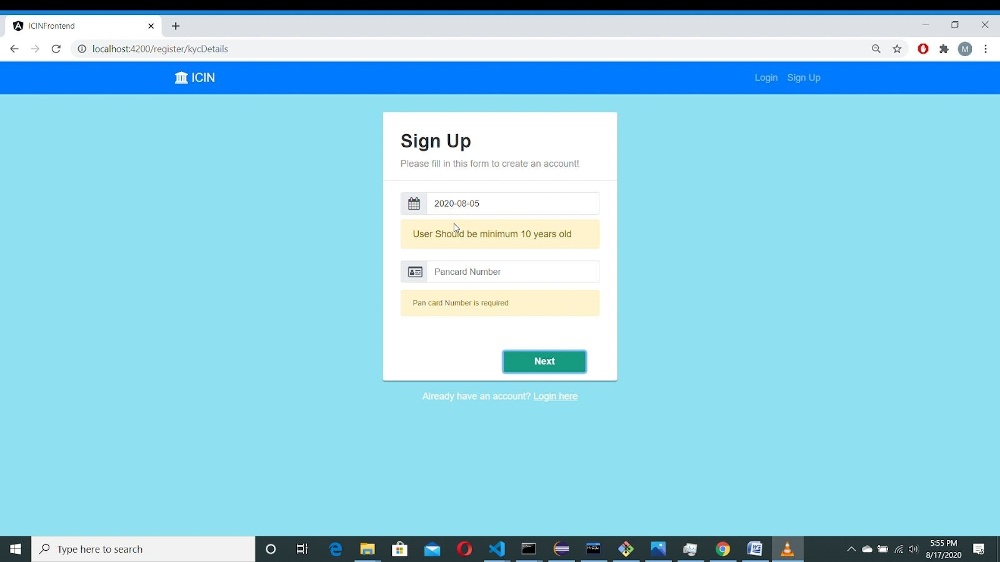 ICINFrontend
localhost:4200/register/kycDetails
M
ICIN
Login Sign Up
Sign Up
Please fill in this form to create an account!
2020-08-05
User Should be minimum 10 years old
Pancard Number
Pan card Number is required
Next
Already have an account? Login here
Type here to search
5:55 PM
8/17/2020